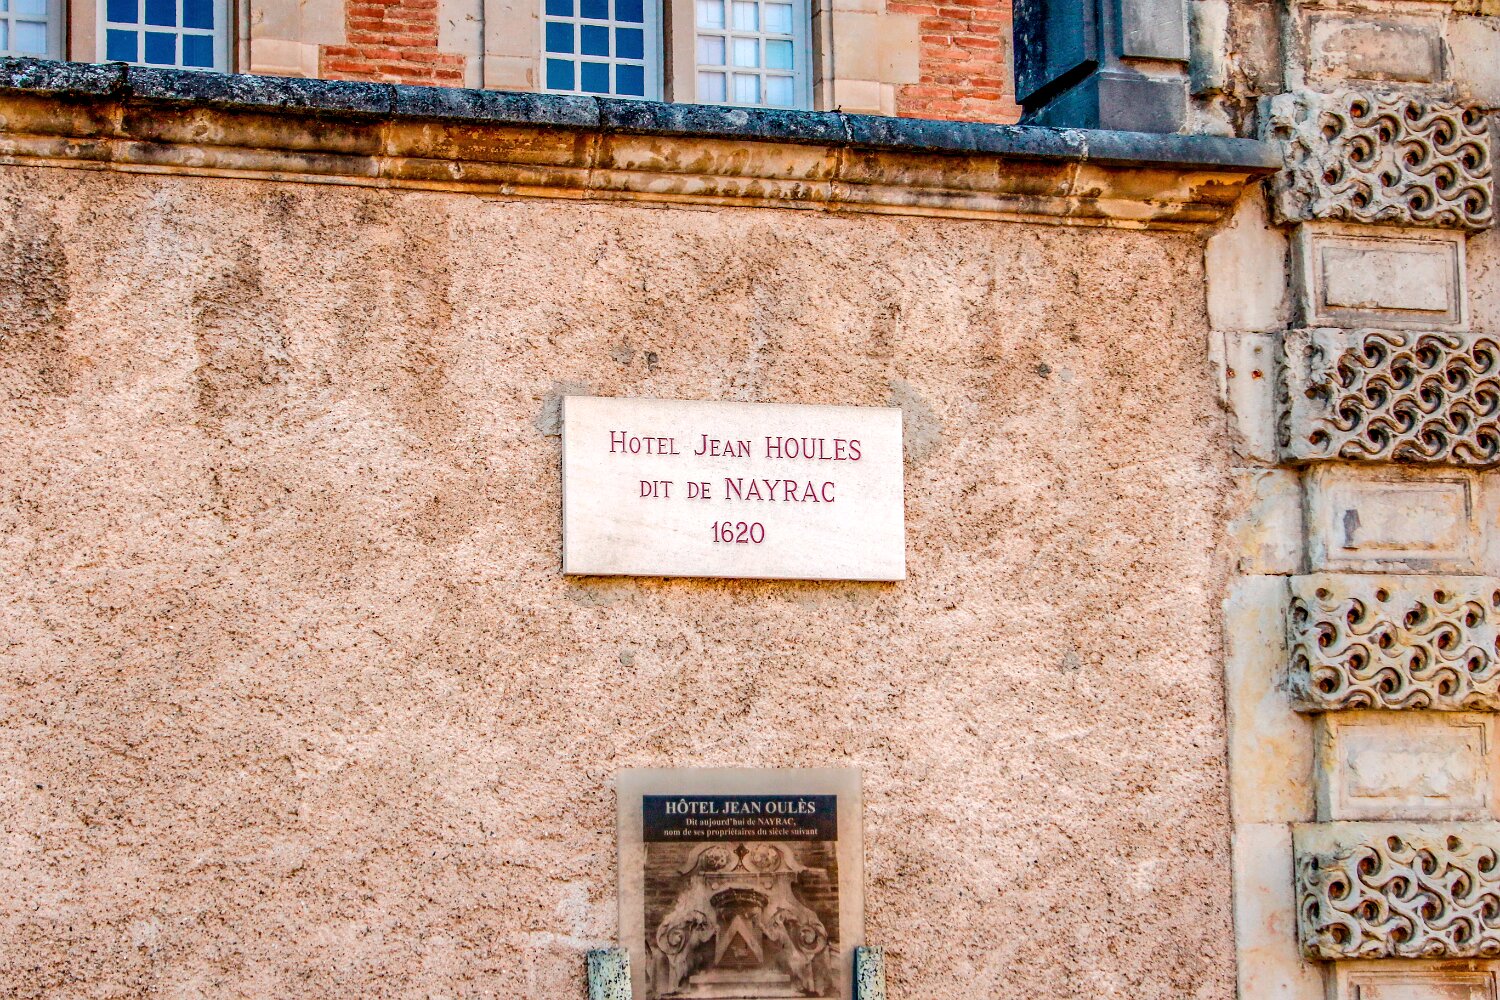 Hotel Jean HOULES
DIT DE NAYRAC
1620
HÔTEL JEAN OULÈS
Dit aujourd'hui de NAYRAC,
nom de ses propriétaires du siècle suivant